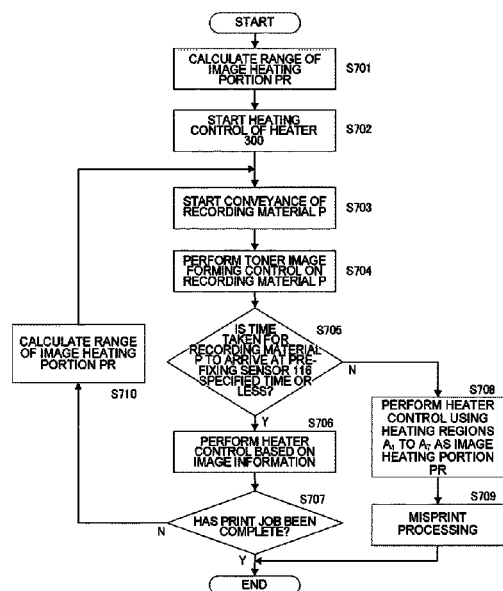 START
CALCULATE RANGE OF
IMAGE HEATING
PORTION PR
S701
START HEATING
CONTROL OF HEATER
300
S702
START CONVEYANCE OF
RECORDING MATERIAL P
S703
PERFORM TONER IMAGE
FORMING CONTROL ON
RECORDING MATERIAL P
S704
IS TIME
TAKEN FOR
RECORDING MATERIAL
P TO ARRIVE AT PRE-
FIXING SENSOR 116
SPECIFIED TIME OR
LESS?
S705
N
Y
CALCULATE RANGE
OF IMAGE HEATING
PORTION PR
S710
S706
PERFORM HEATER
CONTROL BASED ON
IMAGE INFORMATION
S708
PERFORM HEATER
CONTROL USING
HEATING REGIONS
A₁ TO A₇ AS IMAGE
HEATING PORTION
PR
S707
HAS PRINT JOB BEEN
COMPLETE?
N
Y
S709
MISPRINT
PROCESSING
END